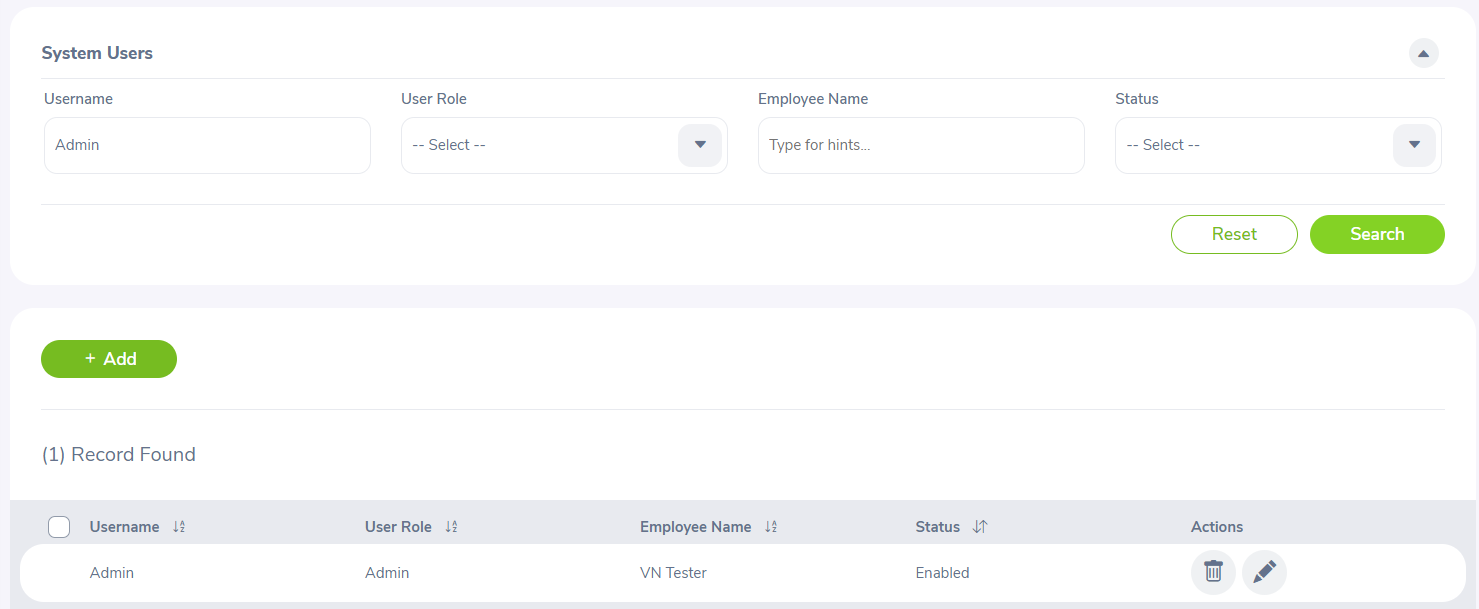 System Users
Username User Role Employee Name Status
Admin -- Select -- Type for hints... -- Select --
Reset Search
+ Add
(1) Record Found
Username User Role Employee Name Status Actions
Admin Admin VN Tester Enabled